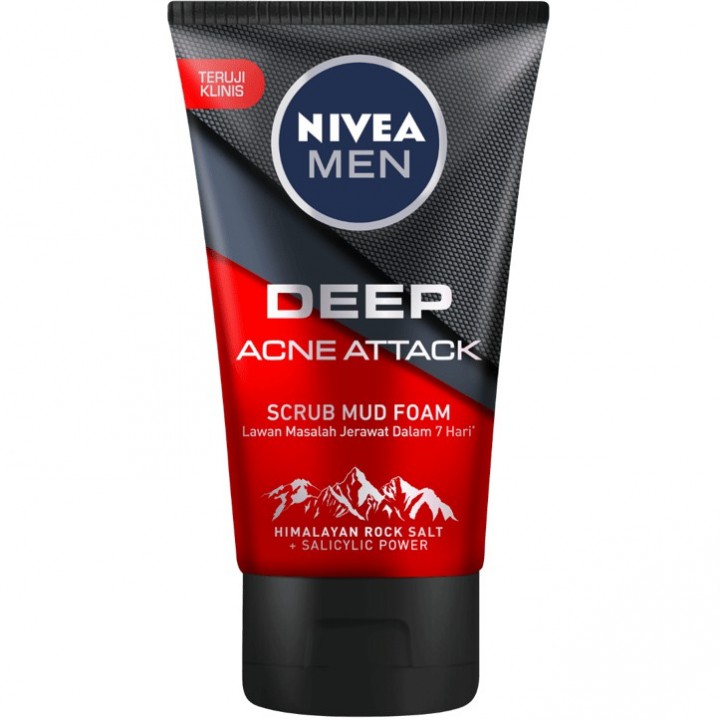 TERUJI
KLINIS
NIVEA
MEN
DEEP
ACNE ATTACK
SCRUB MUD FOAM
Lawan Masalah Jerawat Dalam 7 Hari*
HIMALAYAN ROCK SALT
+ SALICYLIC POWER